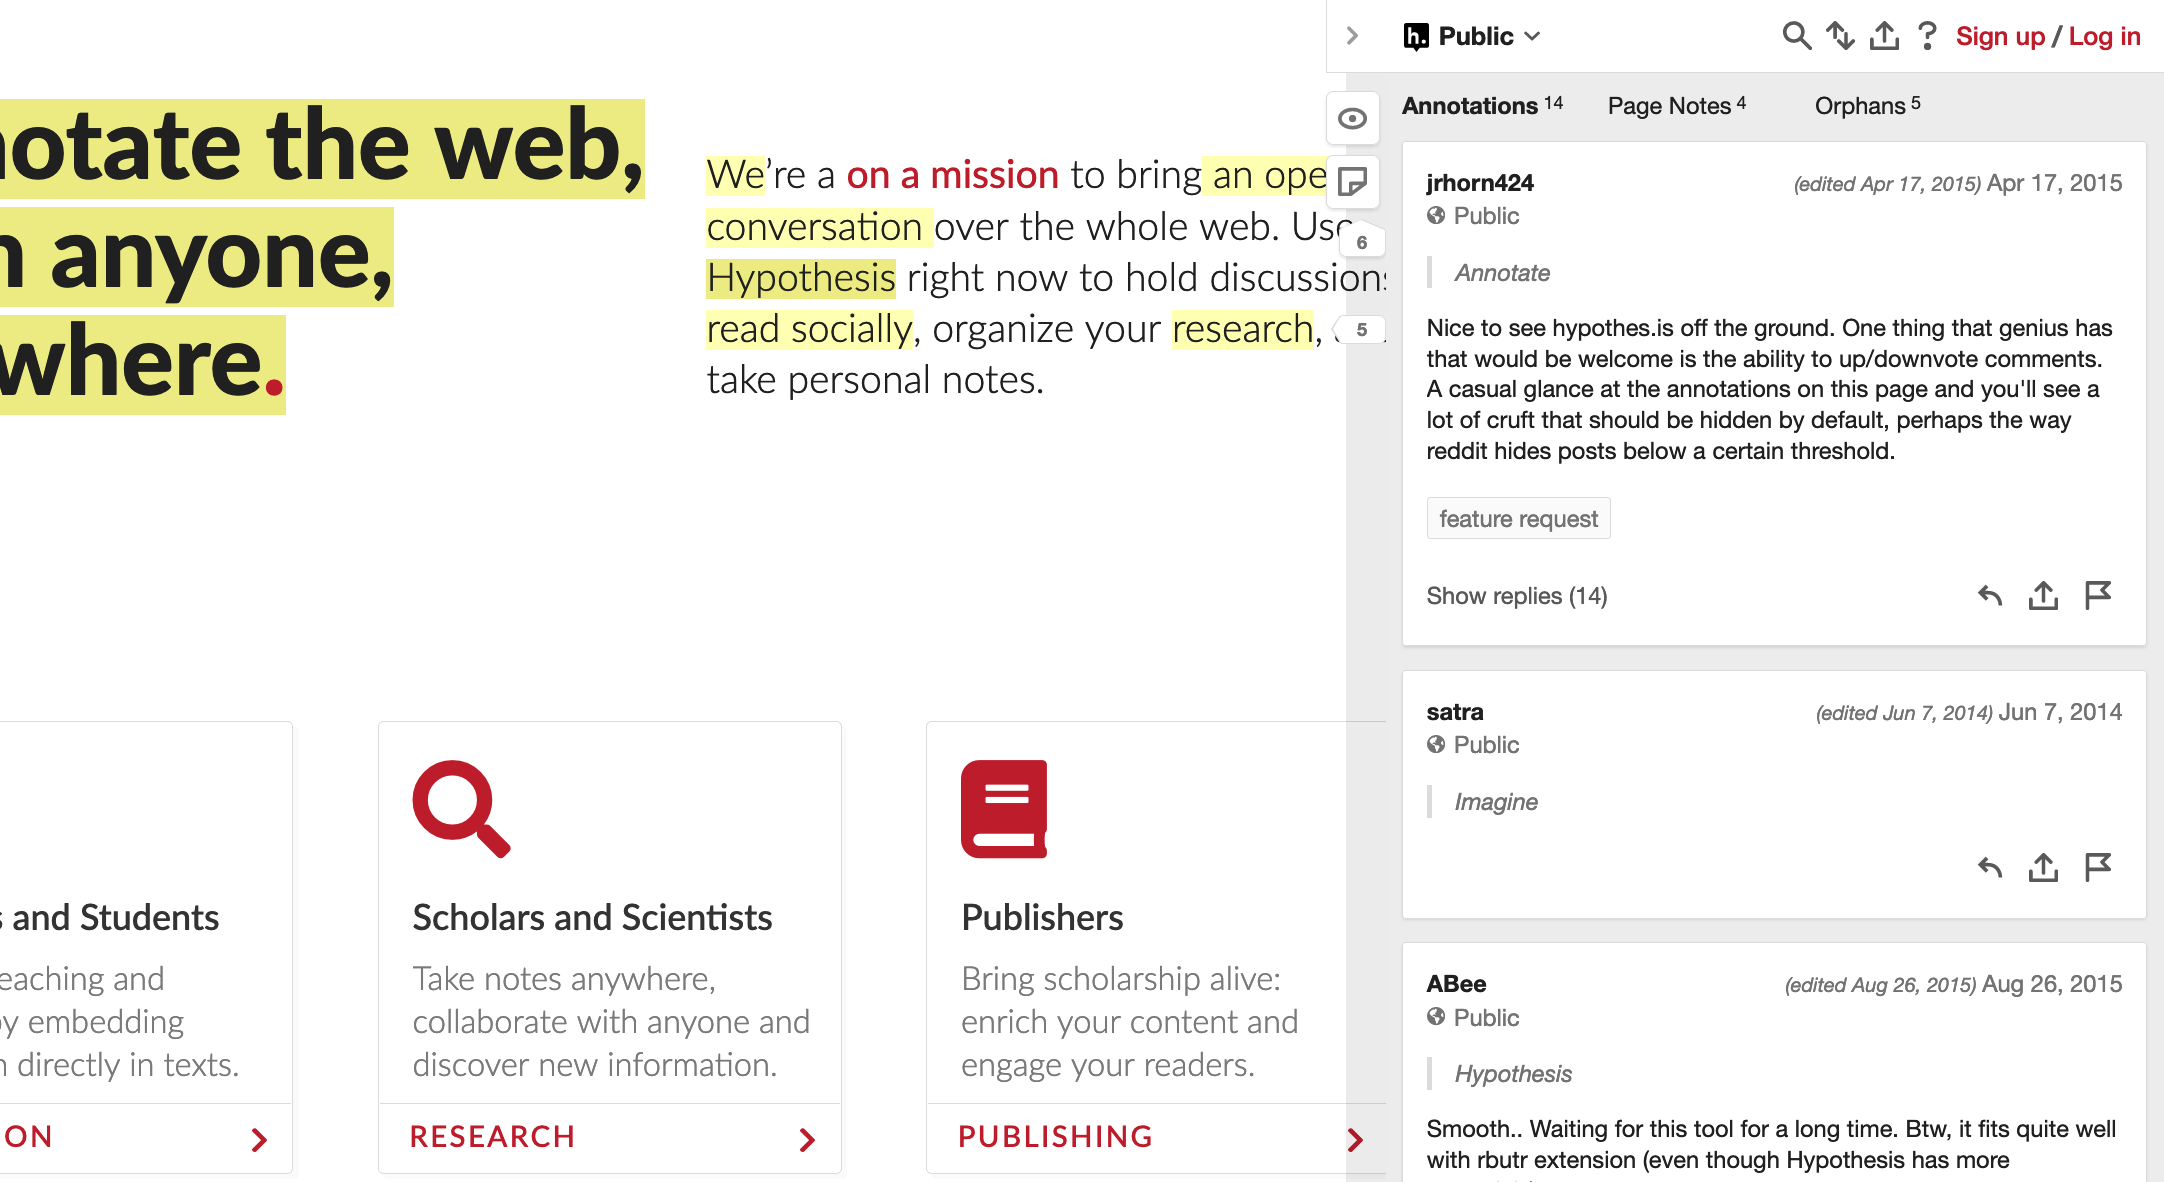 notate the web,
h anyone,
where.
We're a on a mission to bring an ope
conversation over the whole web. Use
Hypothesis right now to hold discussions
read socially, organize your research,
take personal notes.
6
5
s and Students
eaching and
by embedding
n directly in texts.
ON
Scholars and Scientists
Take notes anywhere,
collaborate with anyone and
discover new information.
RESEARCH
Publishers
Bring scholarship alive:
enrich your content and
engage your readers.
PUBLISHING
h. Public
? Sign up / Log in
Annotations 14 Page Notes 4 Orphans 5
jrhorn424 (edited Apr 17, 2015) Apr 17, 2015
Public
Annotate
Nice to see hypothes.is off the ground. One thing that genius has
that would be welcome is the ability to up/downvote comments.
A casual glance at the annotations on this page and you'll see a
lot of cruft that should be hidden by default, perhaps the way
reddit hides posts below a certain threshold.
feature request
Show replies (14)
satra (edited Jun 7, 2014) Jun 7, 2014
Public
Imagine
ABee (edited Aug 26, 2015) Aug 26, 2015
Public
Hypothesis
Smooth.. Waiting for this tool for a long time. Btw, it fits quite well
with rbutr extension (even though Hypothesis has more